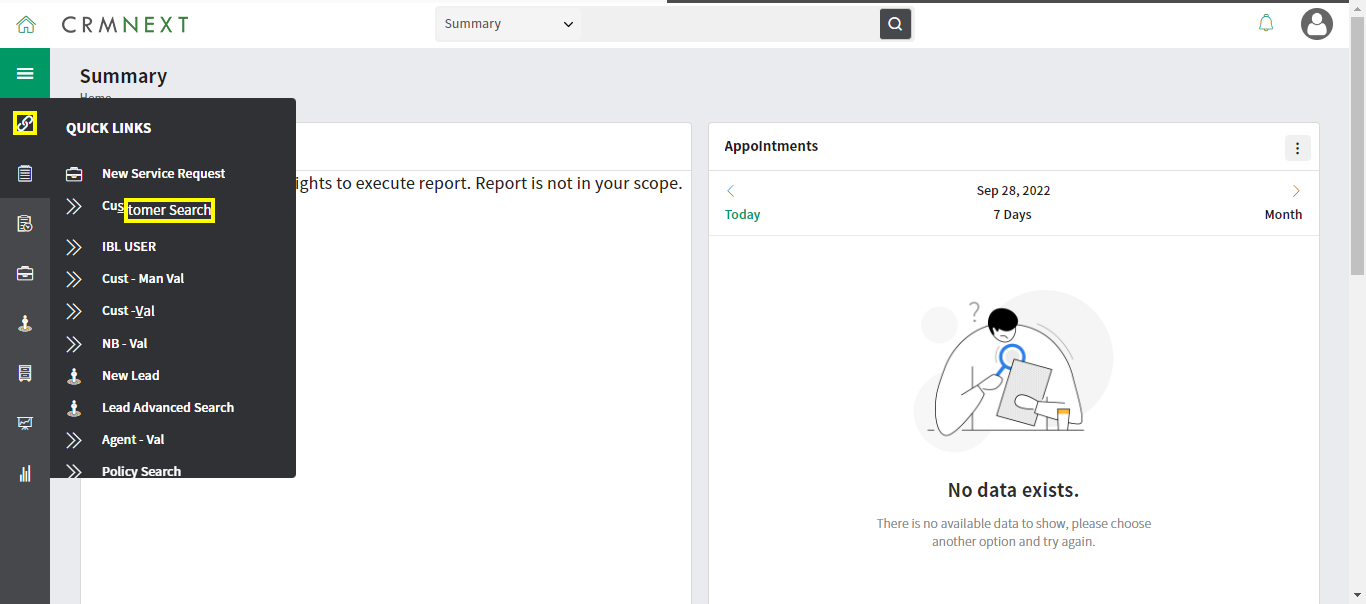 CRMNEXT
Summary
Summary
Home
QUICK LINKS
New Service Request
Customer Search
IBL USER
Cust - Man Val
Cust -Val
NB - Val
New Lead
Lead Advanced Search
Agent - Val
Policy Search
ights to execute report. Report is not in your scope.
Appointments
Sep 28, 2022
Today
7 Days
Month
?
No data exists.
There is no available data to show, please choose
another option and try again.